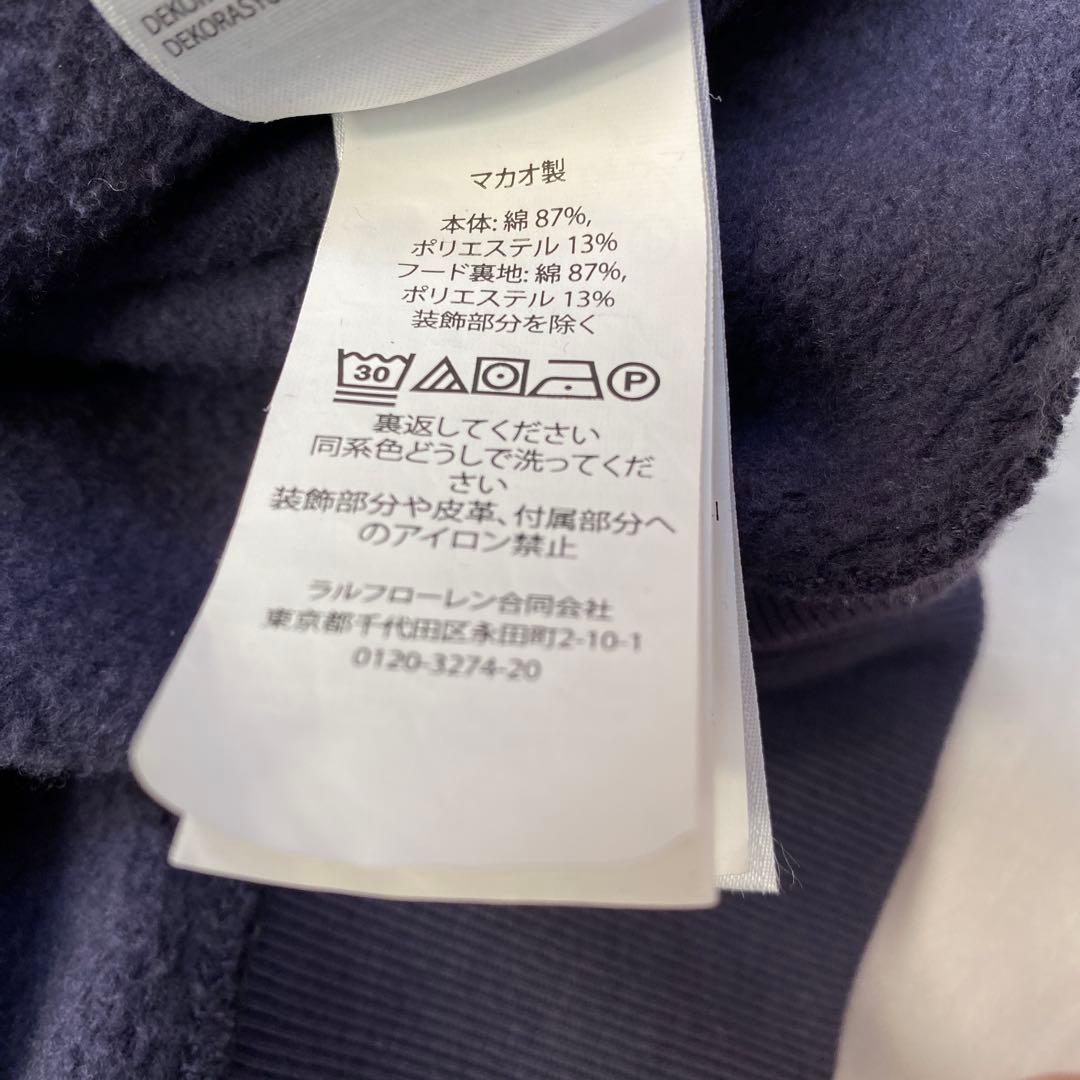 マカオ製
本体: 綿 87%,
ポリエステル 13%
フード裏地: 綿 87%,
ポリエステル 13%
装飾部分を除く
30 P
裏返してください
同系色どうしで洗ってくだ
さい
装飾部分や皮革、付属部分へ
のアイロン禁止
ラルフローレン合同会社
東京都千代田区永田町2-10-1
0120-3274-20